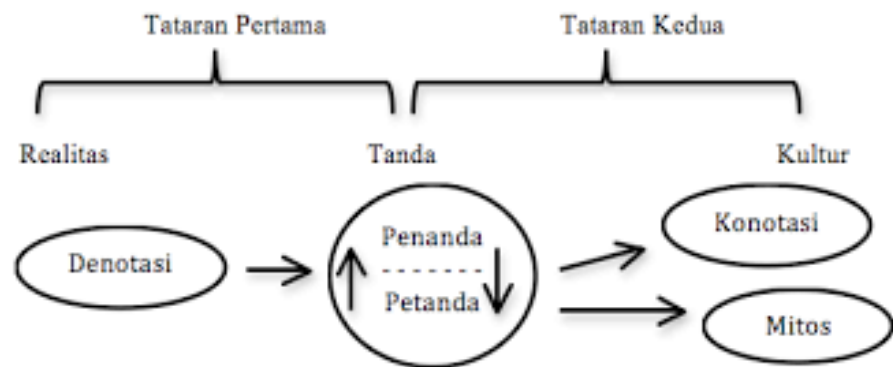 Tataran Pertama Tataran Kedua
Realitas Tanda Kultur
Denotasi
Penanda
Petanda
Konotasi
Mitos